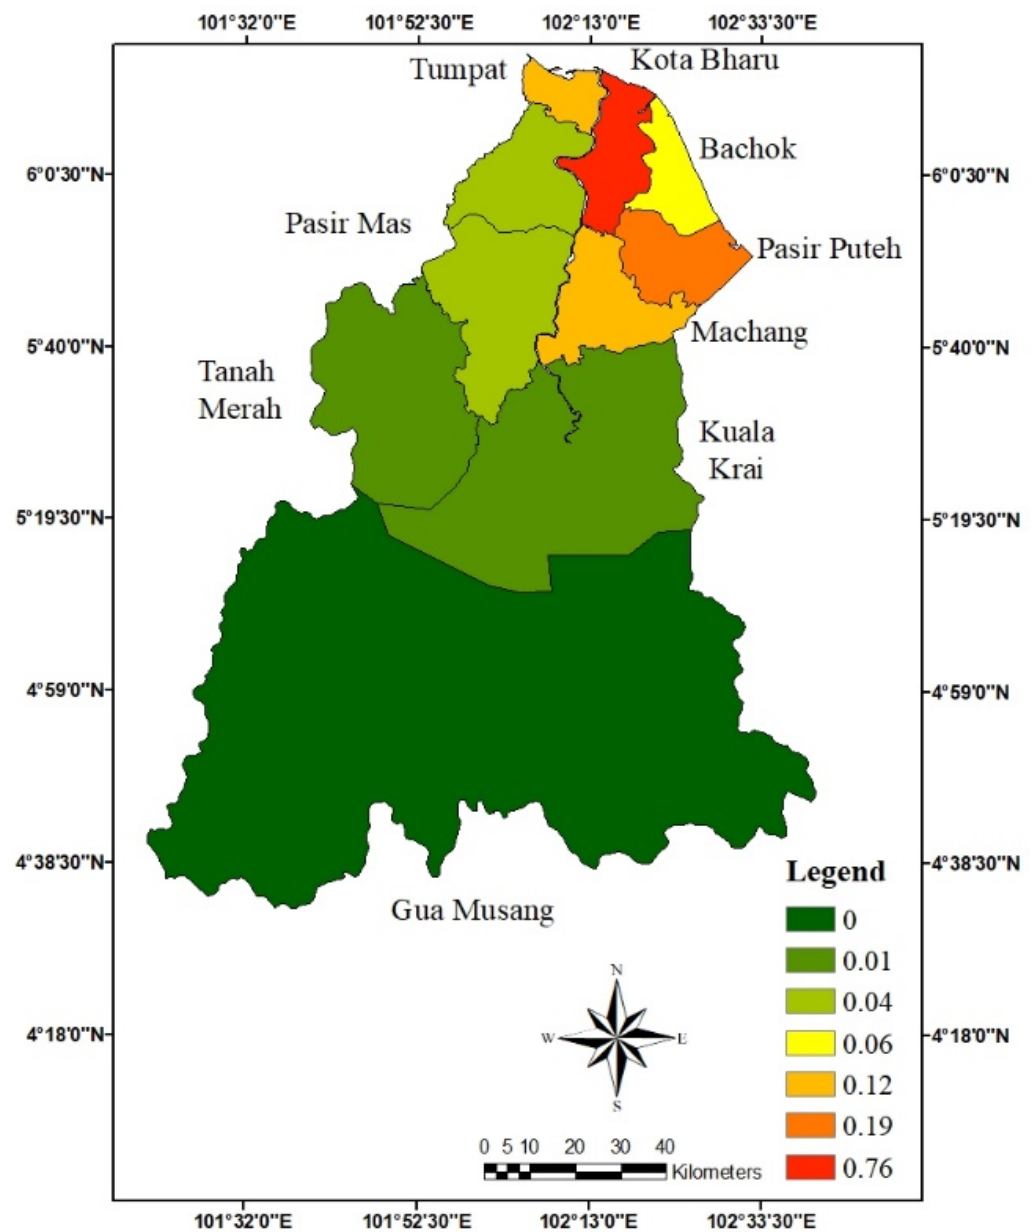 101°32'0"E 101°52'30"E 102°13'0"E 102°33'30"E
Tumpat
Kota Bharu
Bachok
6°0'30"N
6°0'30"N
Pasir Mas
Pasir Puteh
Machang
5°40'0"N
5°40'0"N
Tanah
Merah
Kuala
Krai
5°19'30"N
5°19'30"N
4°59'0"N
4°59'0"N
4°38'30"N
4°38'30"N
Gua Musang
Legend
0
0.01
0.04
0.06
0.12
0.19
0.76
N
W
E
S
4°18'0"N
4°18'0"N
0 5 10 20 30 40
Kilometers
101°32'0"E 101°52'30"E 102°13'0"E 102°33'30"E